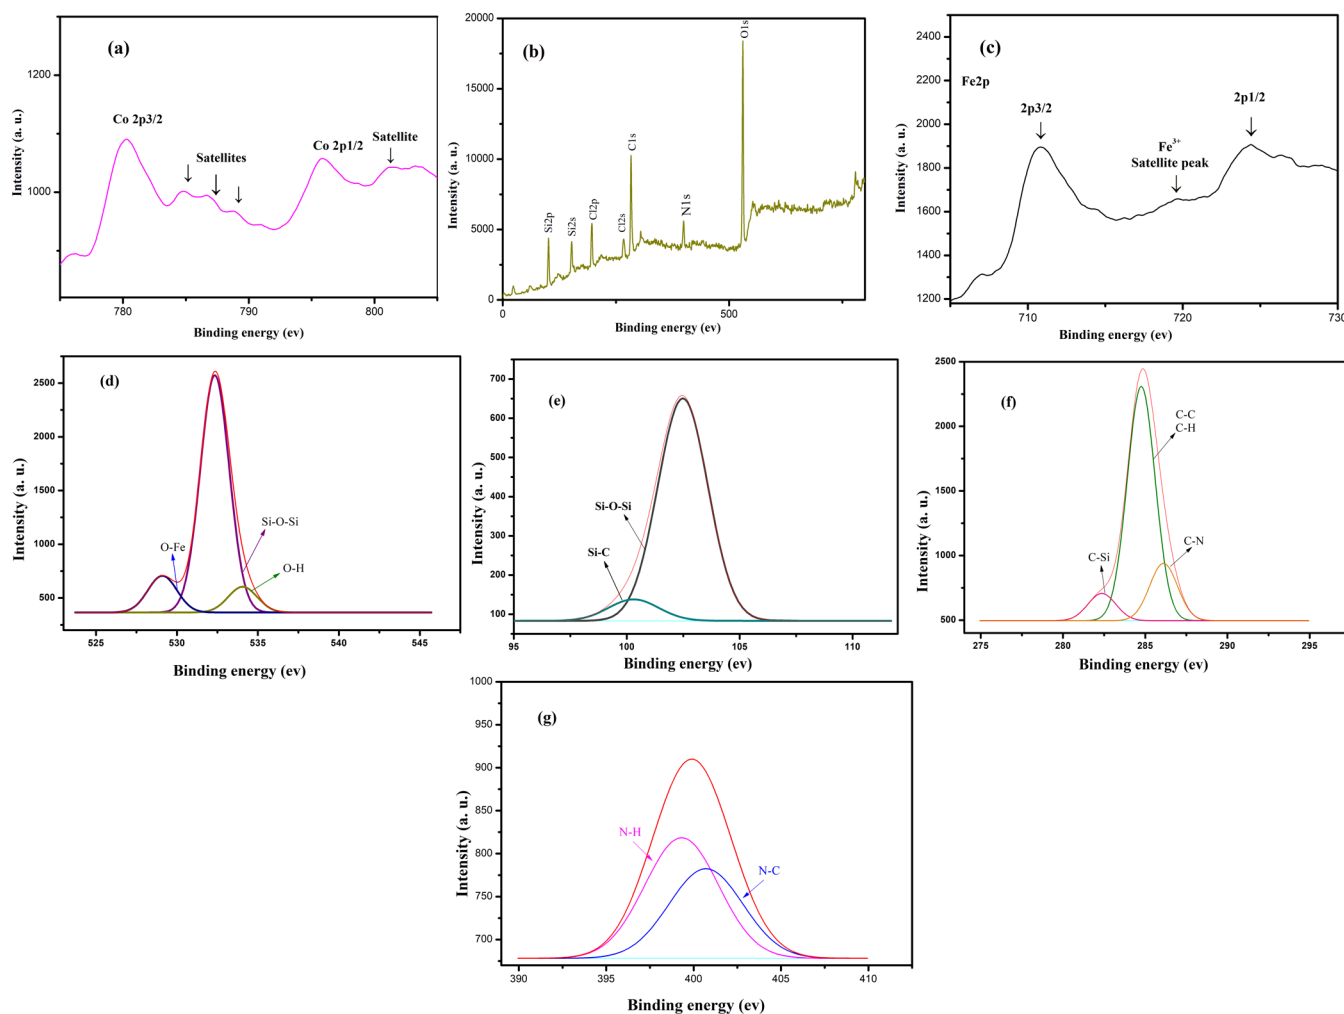 (a)
Co 2p3/2
Satellites
Co 2p1/2
Satellite
1200
1000
780
790
800
Intensity (a. u.)
Binding energy (ev)
(b)
Si2p
Si2s
Cl2p
Cl2s
C1s
N1s
O1s
20000
15000
10000
5000
0
0
500
Intensity (a. u.)
Binding energy (ev)
(c)
Fe2p
2p3/2
Fe3+
Satellite peak
2p1/2
2400
2200
2000
1800
1600
1400
1200
710
720
730
Intensity (a. u.)
Binding energy (ev)
(d)
O-Fe
Si-O-Si
O-H
2500
2000
1500
1000
500
525
530
535
540
545
Intensity (a. u.)
Binding energy (ev)
(e)
Si-O-Si
Si-C
700
600
500
400
300
200
100
95
100
105
110
Intensity (a. u.)
Binding energy (ev)
(f)
C-C
C-H
C-Si
C-N
2500
2000
1500
1000
500
275
280
285
290
295
Intensity (a. u.)
Binding energy (ev)
(g)
N-H
N-C
1000
950
900
850
800
750
700
390
395
400
405
410
Intensity (a. u.)
Binding energy (ev)